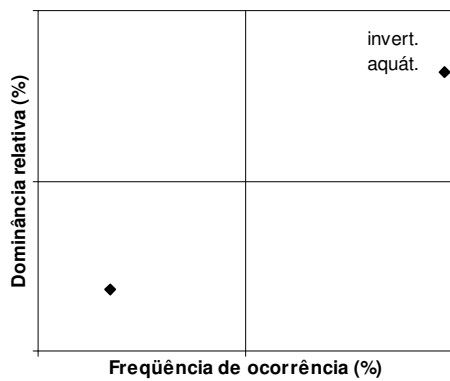 invert.
aquát.
Dominância relativa (%)
Freqüência de ocorrência (%)